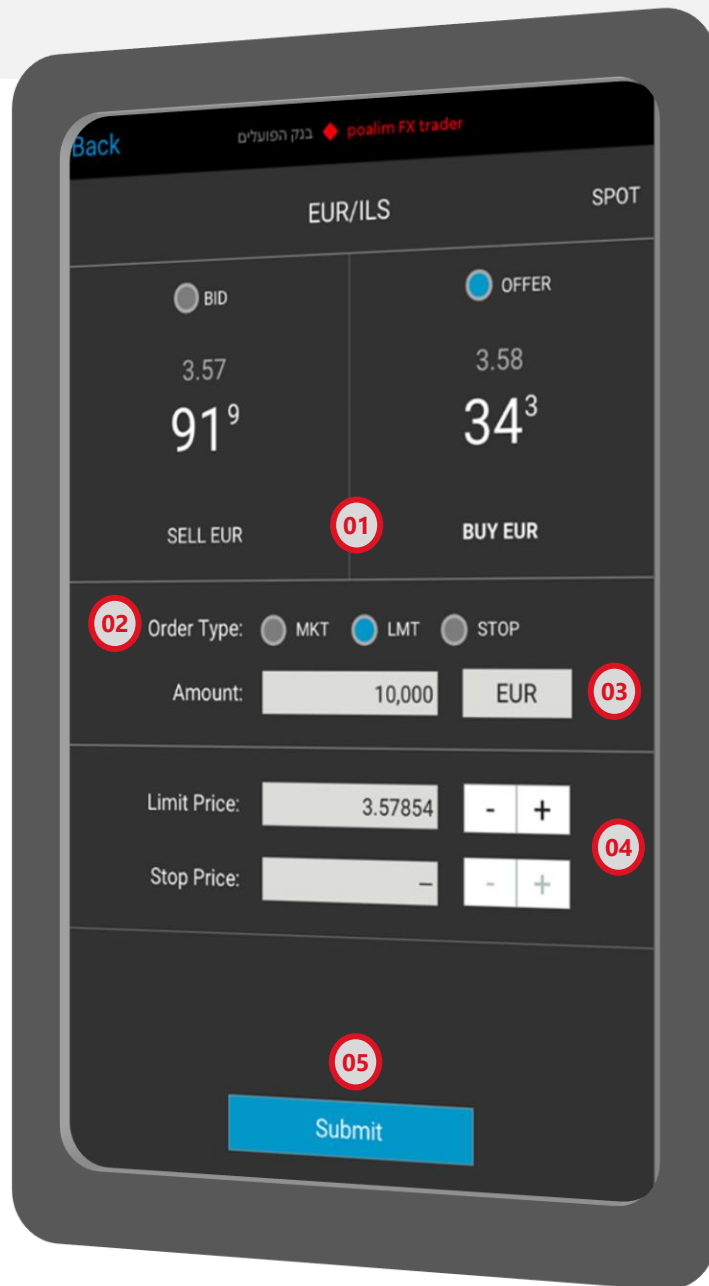 Back בנק הפועלים poalim FX trader
EUR/ILS SPOT
BID OFFER
3.57 3.58
91⁹ 34³
SELL EUR 01 BUY EUR
02 Order Type: MKT LMT STOP
Amount: 10,000 EUR 03
Limit Price: 3.57854 - +
04
Stop Price: – - +
05
Submit